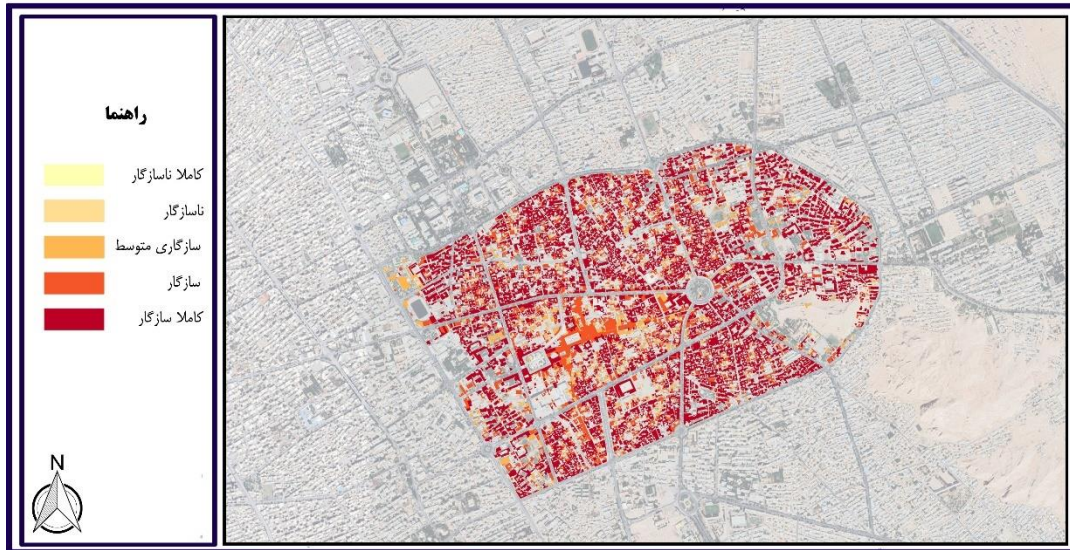 راهنما
کاملا ناسازگار
ناسازگار
سازگاری متوسط
سازگار
کاملا سازگار
N